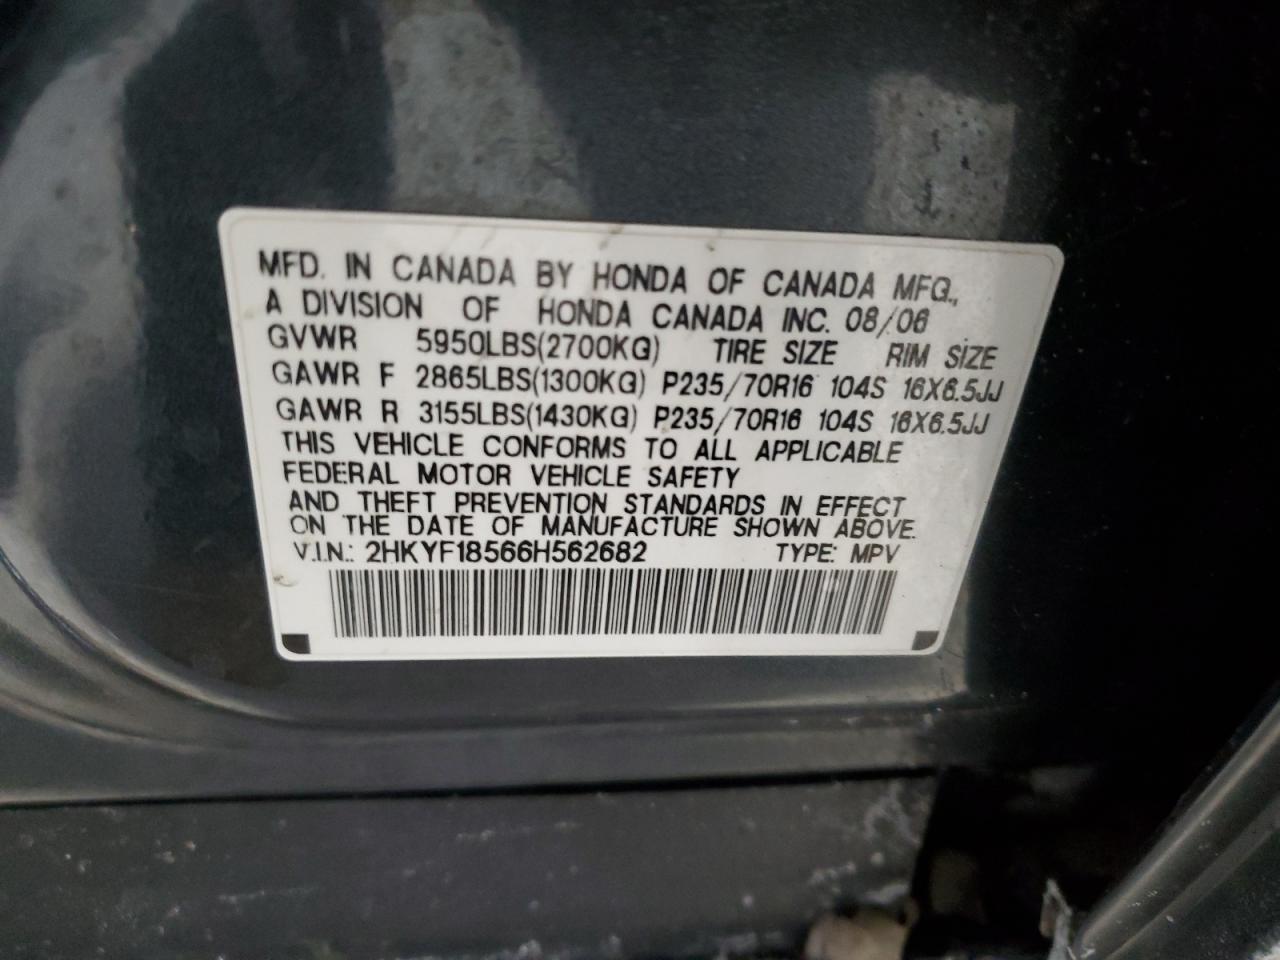 MFD. IN CANADA BY HONDA OF CANADA MFG.,
A DIVISION OF HONDA CANADA INC. 08/06
GVWR 5950LBS(2700KG) TIRE SIZE RIM SIZE
GAWR F 2865LBS(1300KG) P235/70R16 104S 16X6.5JJ
GAWR R 3155LBS(1430KG) P235/70R16 104S 16X6.5JJ
THIS VEHICLE CONFORMS TO ALL APPLICABLE
FEDERAL MOTOR VEHICLE SAFETY
AND THEFT PREVENTION STANDARDS IN EFFECT
ON THE DATE OF MANUFACTURE SHOWN ABOVE.
V.I.N.: 2HKYF18566H562682 TYPE: MPV